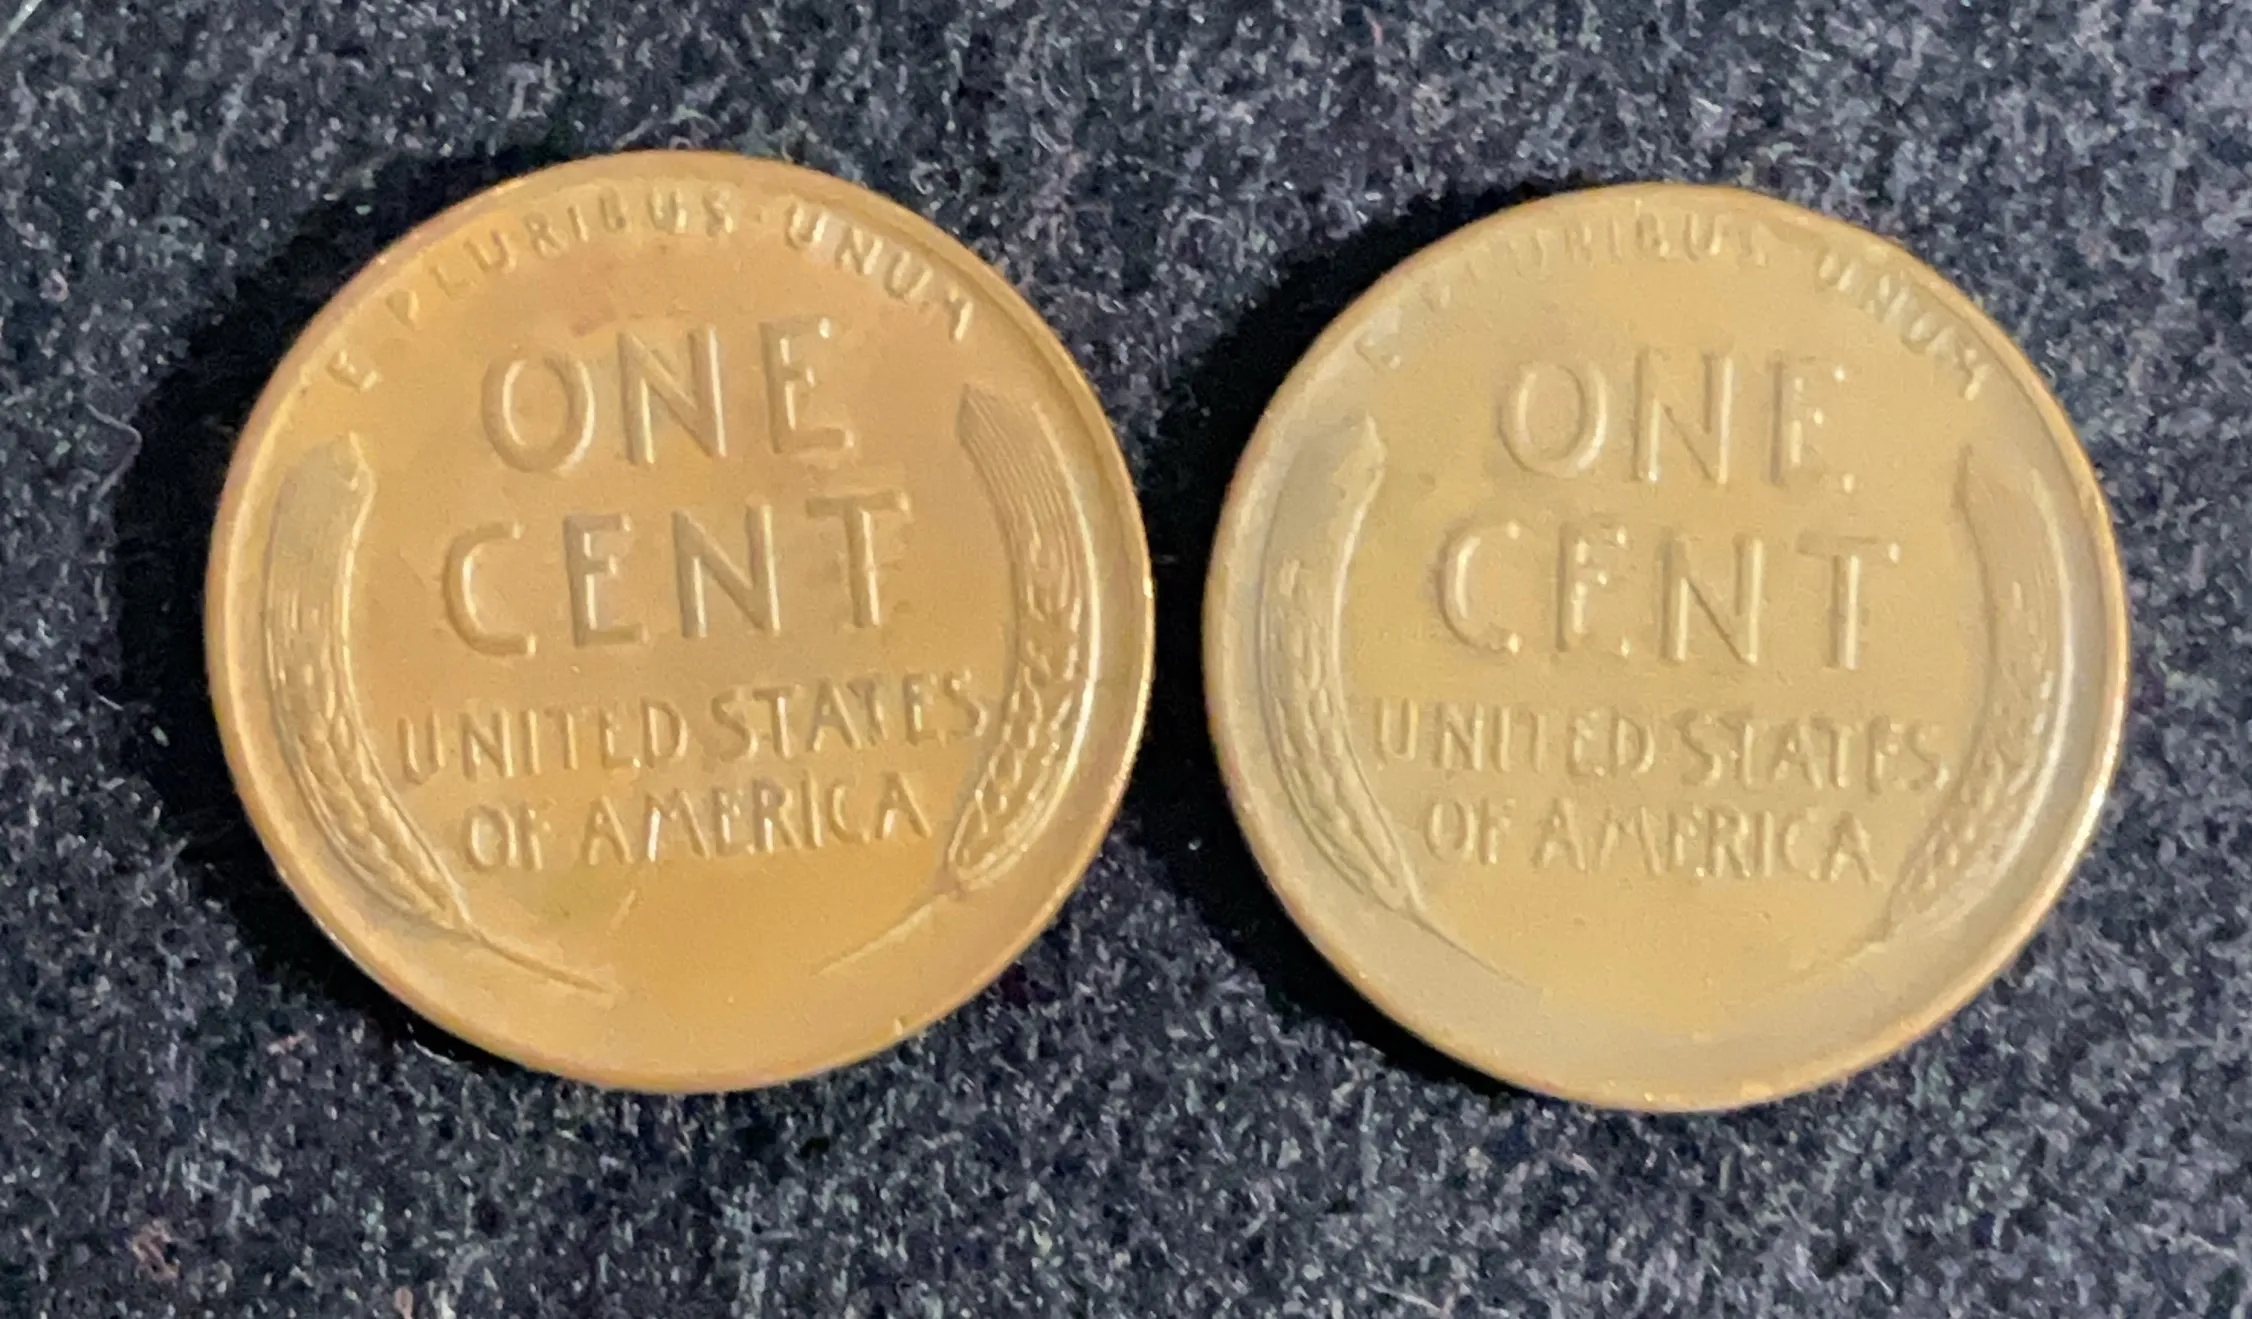 E PLURIBUS UNUM
ONE
CENT
UNITED STATES
OF AMERICA
E PLURIBUS UNUM
ONE
CENT
UNITED STATES
OF AMERICA